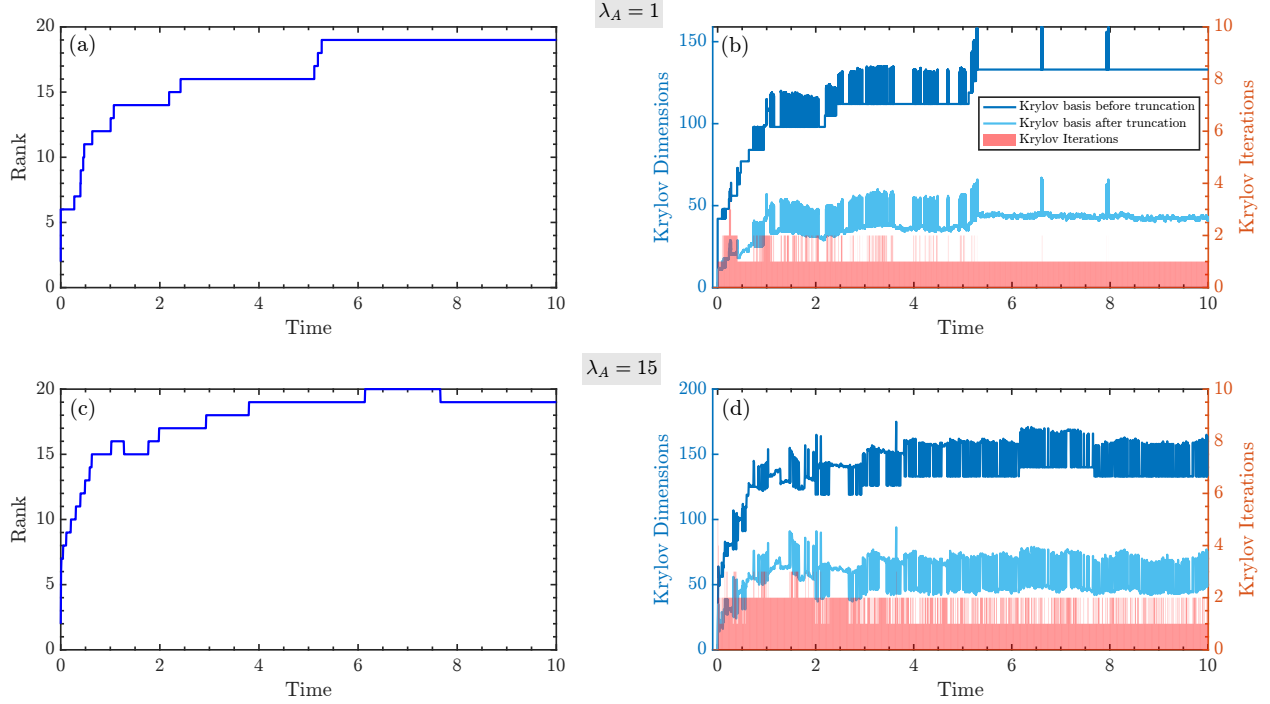 λ_A = 1
(a)
Rank
20
15
10
5
0
0 2 4 6 8 10
Time
(b)
Krylov Dimensions
150
100
50
0
Krylov basis before truncation
Krylov basis after truncation
Krylov Iterations
10
8
6
4
2
0
Krylov Iterations
0 2 4 6 8 10
Time
λ_A = 15
(c)
Rank
20
15
10
5
0
0 2 4 6 8 10
Time
(d)
Krylov Dimensions
200
150
100
50
0
10
8
6
4
2
0
Krylov Iterations
0 2 4 6 8 10
Time